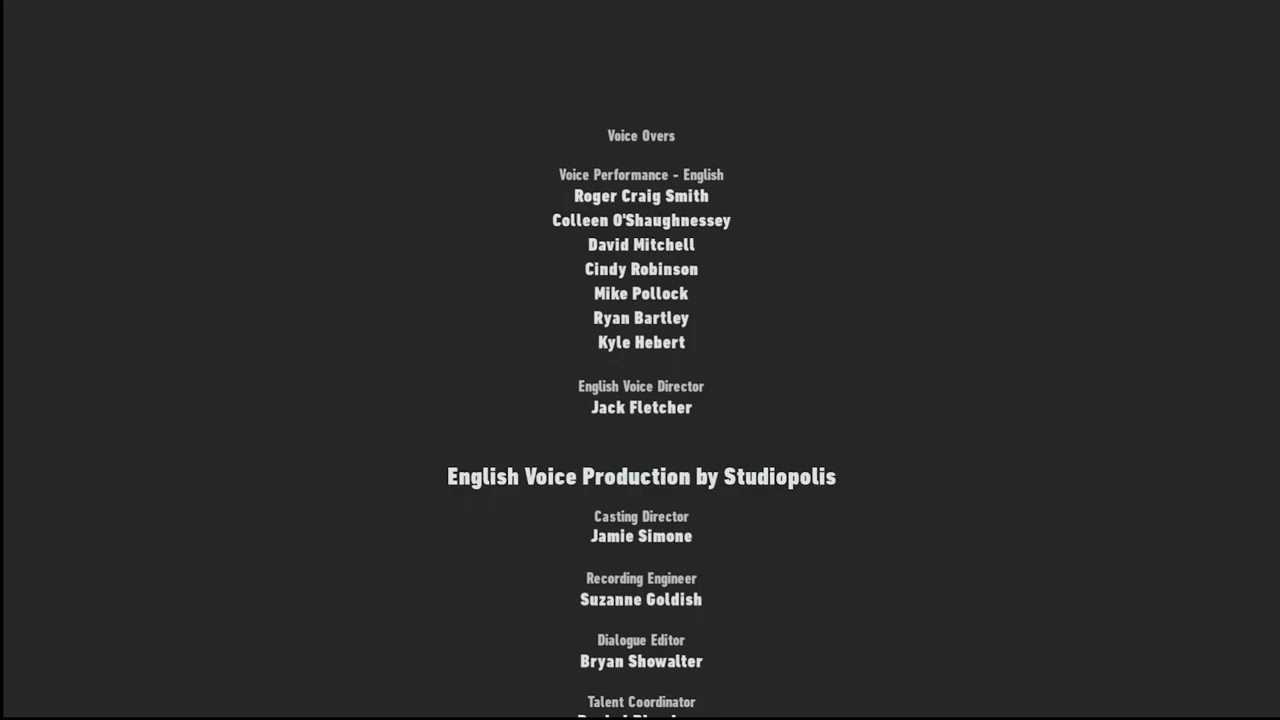 Voice Overs
Voice Performance - English
Roger Craig Smith
Colleen O'Shaughnessey
David Mitchell
Cindy Robinson
Mike Pollock
Ryan Bartley
Kyle Hebert
English Voice Director
Jack Fletcher
English Voice Production by Studiopolis
Casting Director
Jamie Simone
Recording Engineer
Suzanne Goldish
Dialogue Editor
Bryan Showalter
Talent Coordinator